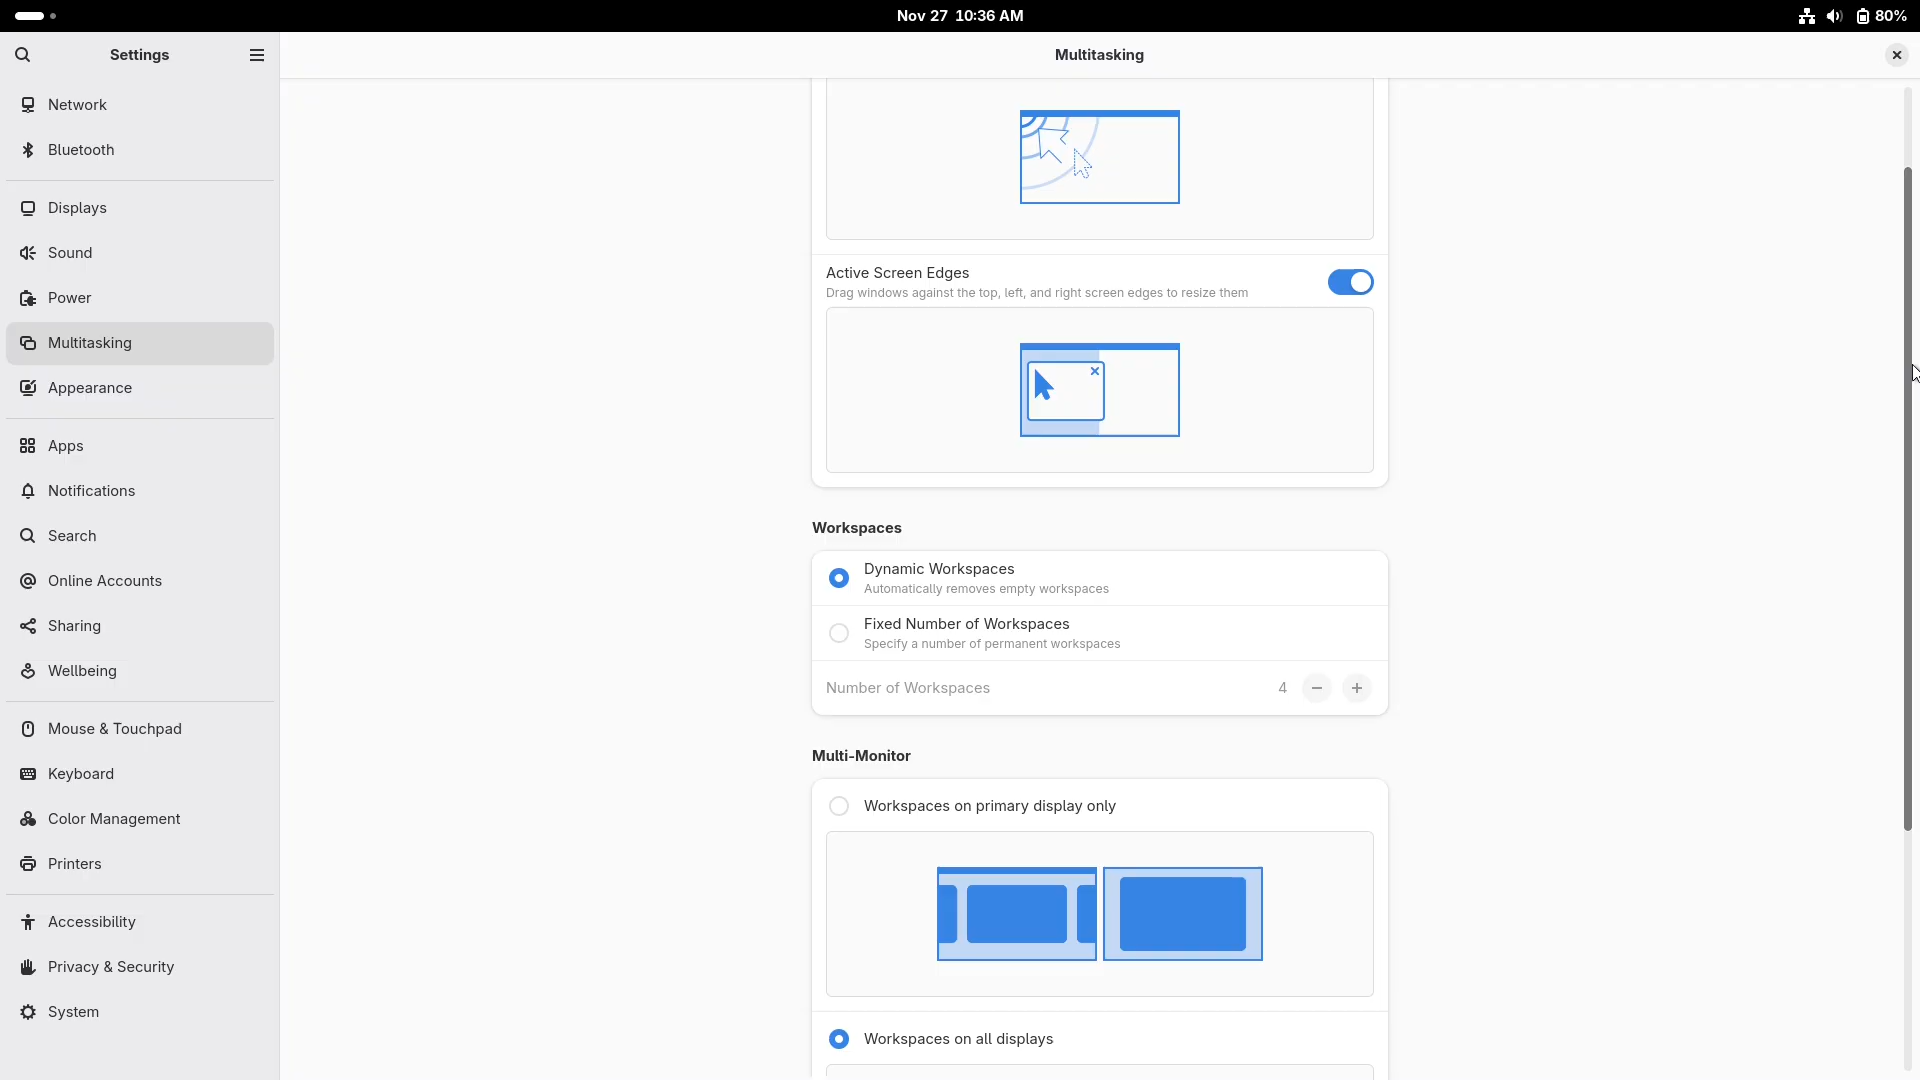 Nov 27 10:36 AM
80%
Settings
Multitasking
Network
Bluetooth
Displays
Sound
Power
Multitasking
Appearance
Apps
Notifications
Search
Online Accounts
Sharing
Wellbeing
Mouse & Touchpad
Keyboard
Color Management
Printers
Accessibility
Privacy & Security
System
Active Screen Edges
Drag windows against the top, left, and right screen edges to resize them
Workspaces
Dynamic Workspaces
Automatically removes empty workspaces
Fixed Number of Workspaces
Specify a number of permanent workspaces
Number of Workspaces 4
Multi-Monitor
Workspaces on primary display only
Workspaces on all displays